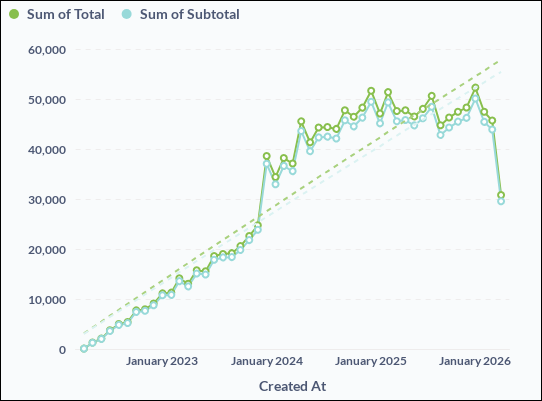 Sum of Total
Sum of Subtotal
60,000
50,000
40,000
30,000
20,000
10,000
0
January 2023
January 2024
January 2025
January 2026
Created At